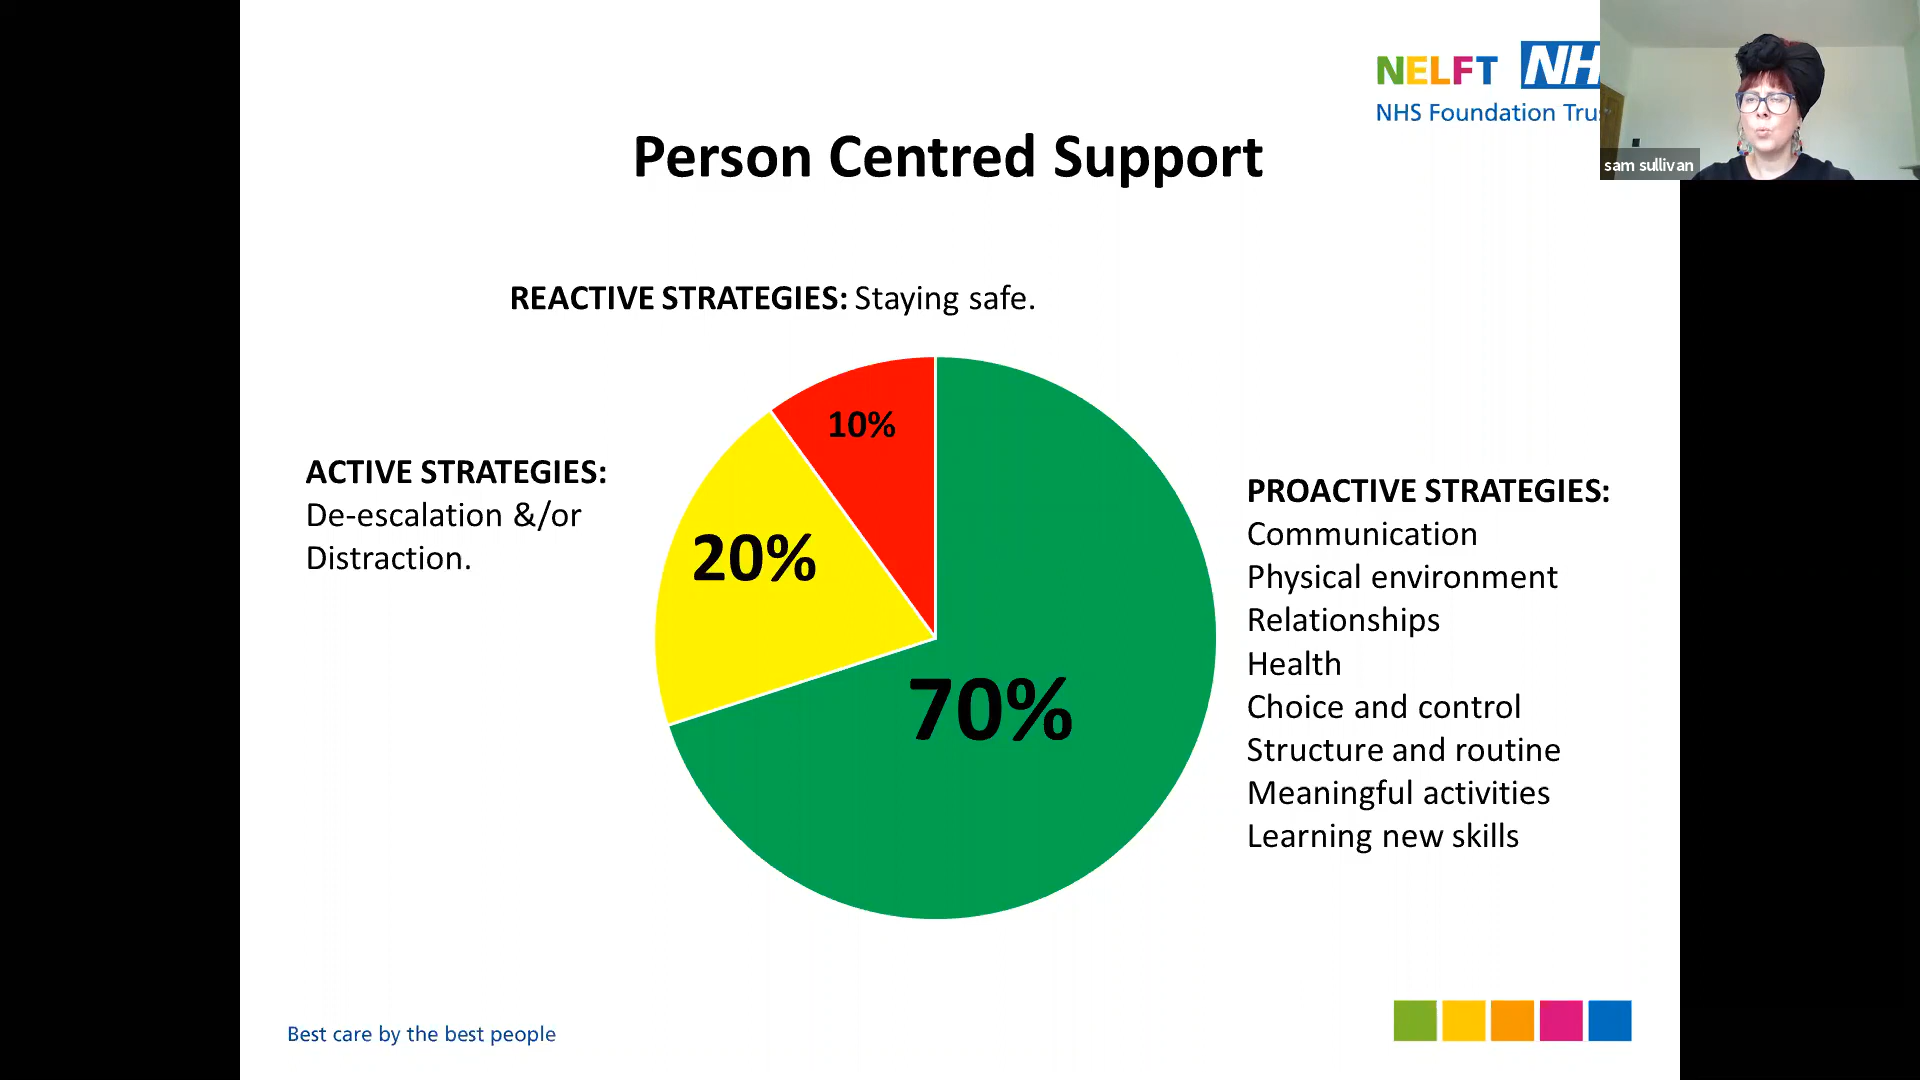 NELFT NH
NHS Foundation Tru
sam sullivan
Person Centred Support
REACTIVE STRATEGIES: Staying safe.
10%
ACTIVE STRATEGIES:
De-escalation &/or
Distraction.
20%
70%
PROACTIVE STRATEGIES:
Communication
Physical environment
Relationships
Health
Choice and control
Structure and routine
Meaningful activities
Learning new skills
Best care by the best people